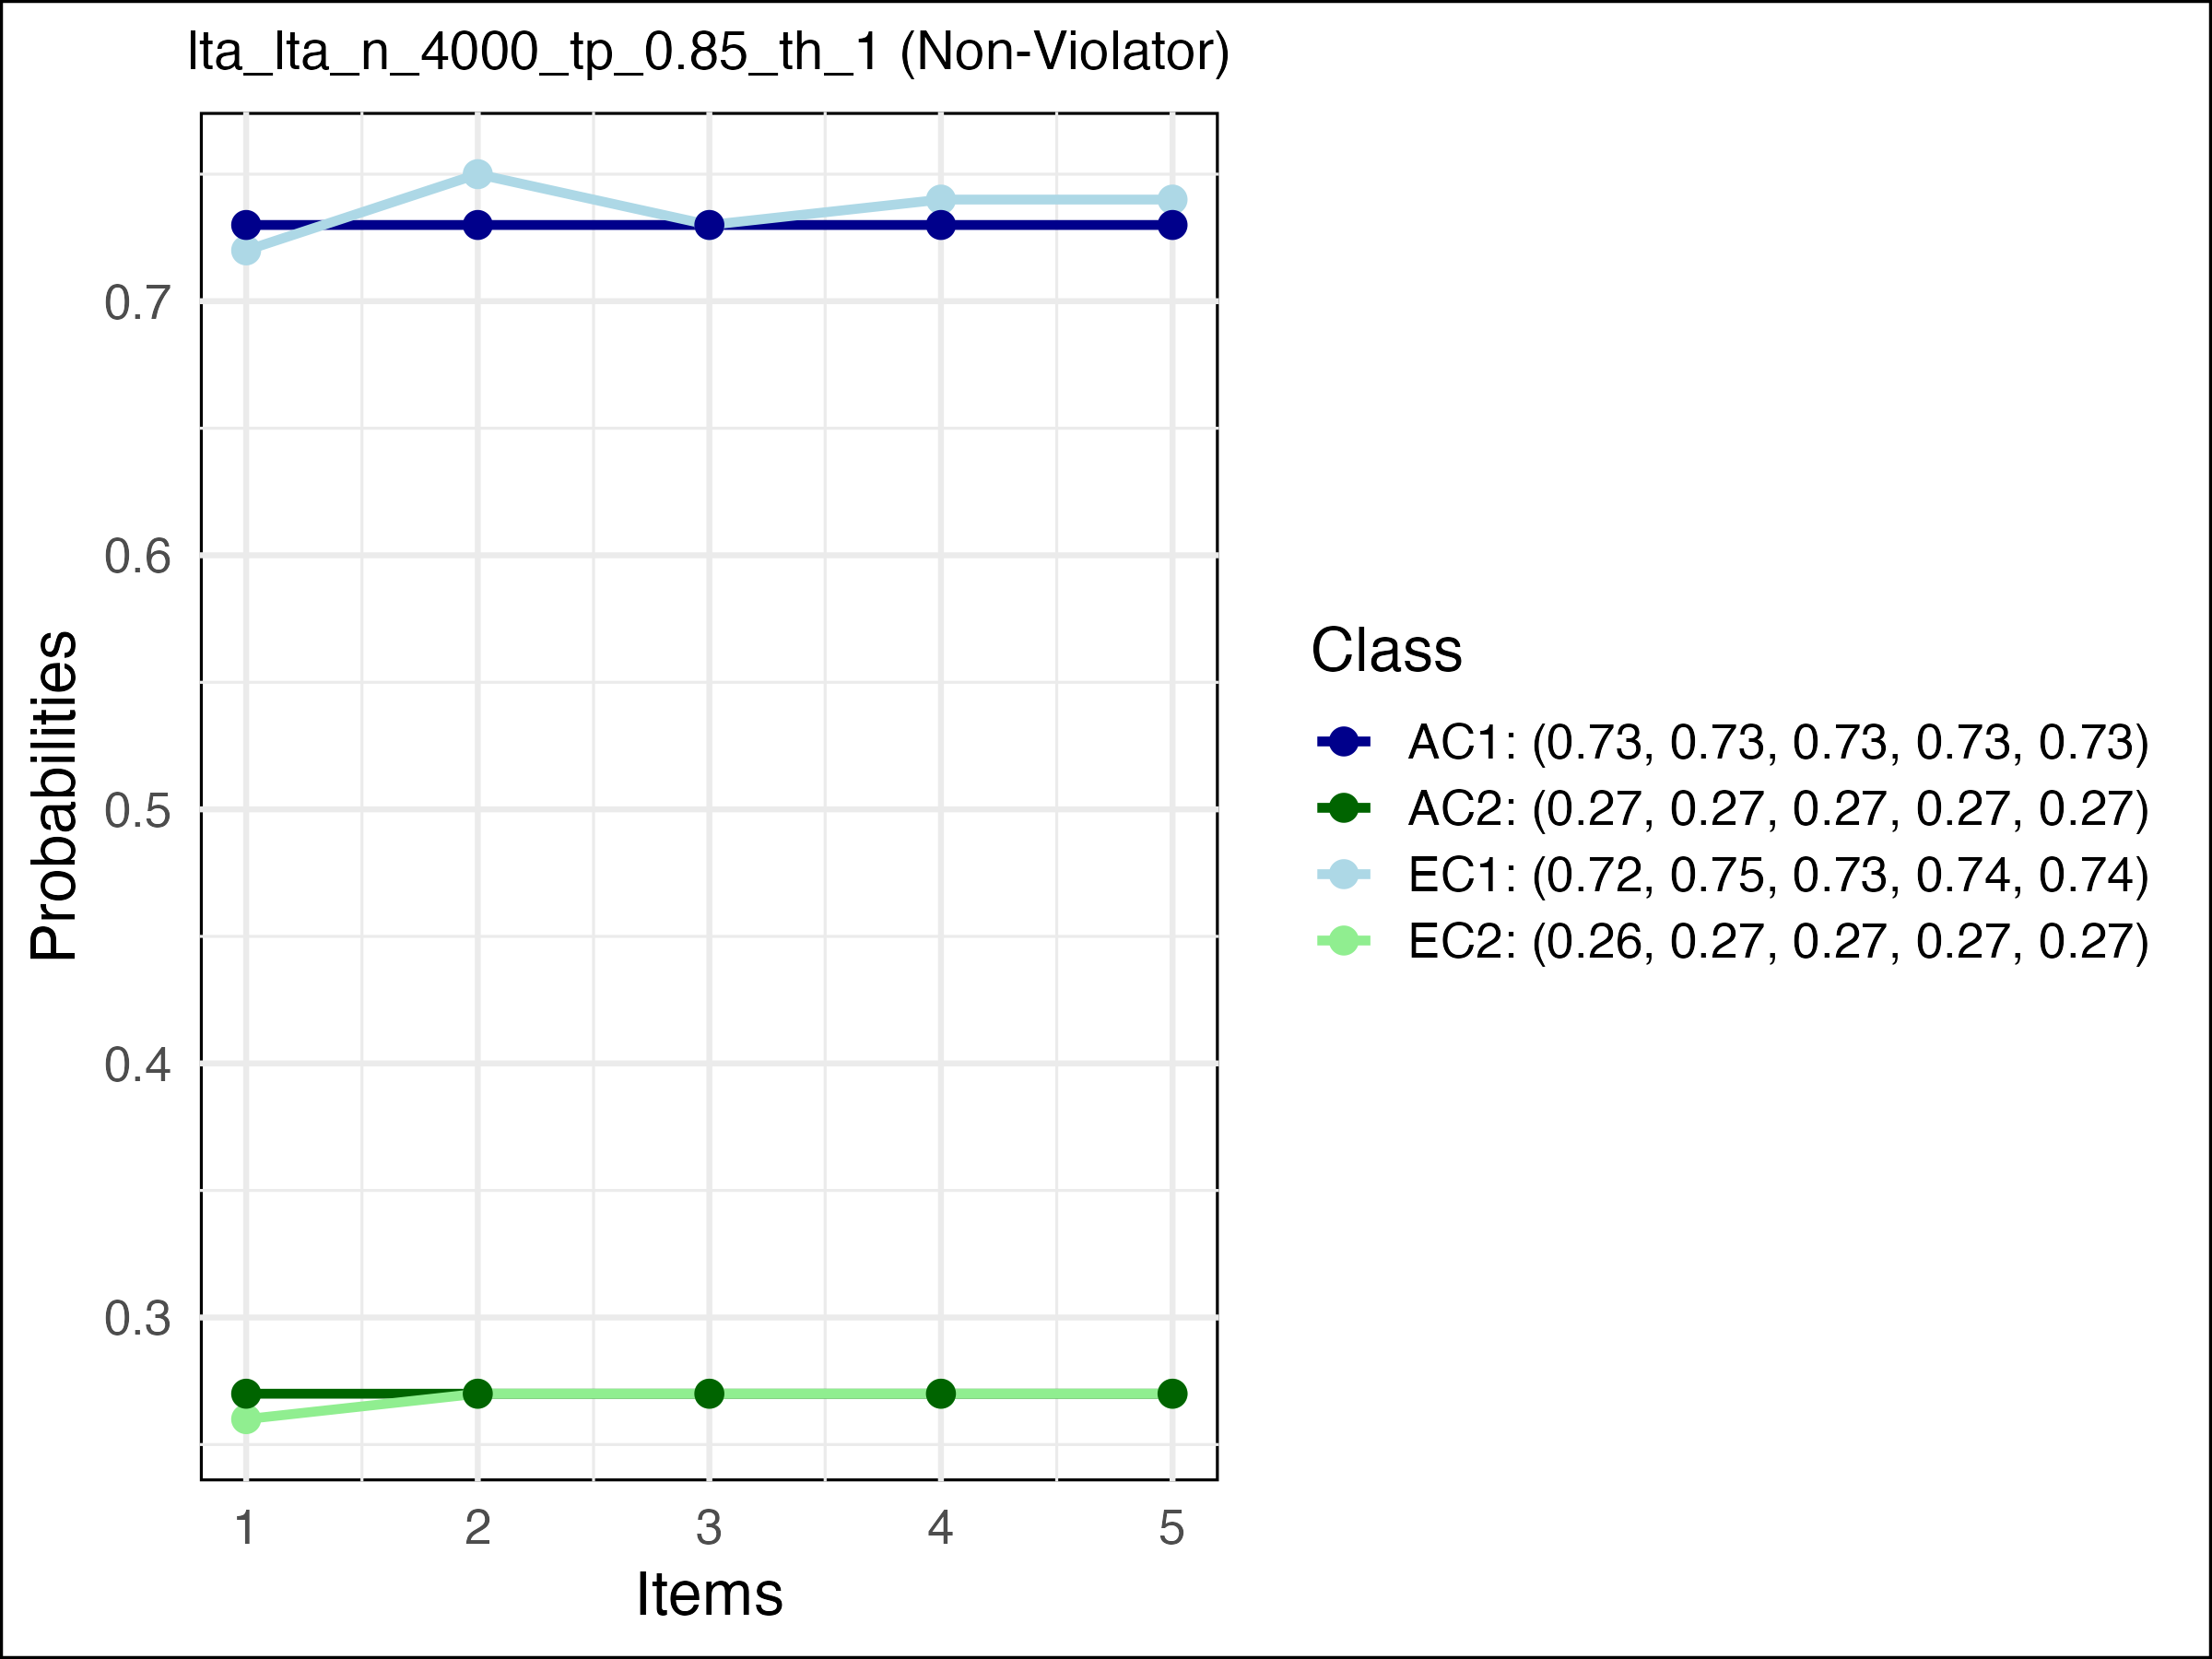 lta_lta_n_4000_tp_0.85_th_1 (Non-Violator)
Probabilities
0.7
0.6
0.5
0.4
0.3
1 2 3 4 5
Items
Class
AC1: (0.73, 0.73, 0.73, 0.73, 0.73)
AC2: (0.27, 0.27, 0.27, 0.27, 0.27)
EC1: (0.72, 0.75, 0.73, 0.74, 0.74)
EC2: (0.26, 0.27, 0.27, 0.27, 0.27)